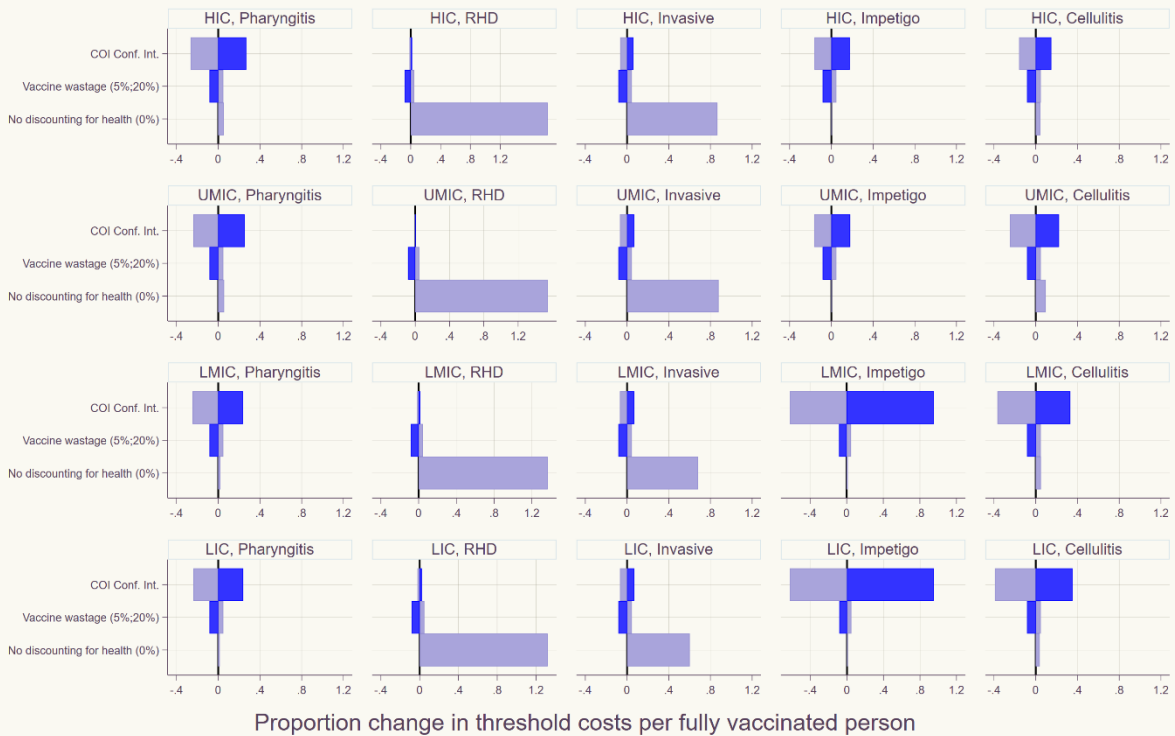 HIC, Pharyngitis HIC, RHD HIC, Invasive HIC, Impetigo HIC, Cellulitis
COI Conf. Int.
Vaccine wastage (5%;20%)
No discounting for health (0%)
-.4 0 .4 .8 1.2 -.4 0 .4 .8 1.2 -.4 0 .4 .8 1.2 -.4 0 .4 .8 1.2 -.4 0 .4 .8 1.2
UMIC, Pharyngitis UMIC, RHD UMIC, Invasive UMIC, Impetigo UMIC, Cellulitis
COI Conf. Int.
Vaccine wastage (5%;20%)
No discounting for health (0%)
-.4 0 .4 .8 1.2 -.4 0 .4 .8 1.2 -.4 0 .4 .8 1.2 -.4 0 .4 .8 1.2 -.4 0 .4 .8 1.2
LMIC, Pharyngitis LMIC, RHD LMIC, Invasive LMIC, Impetigo LMIC, Cellulitis
COI Conf. Int.
Vaccine wastage (5%;20%)
No discounting for health (0%)
-.4 0 .4 .8 1.2 -.4 0 .4 .8 1.2 -.4 0 .4 .8 1.2 -.4 0 .4 .8 1.2 -.4 0 .4 .8 1.2
LIC, Pharyngitis LIC, RHD LIC, Invasive LIC, Impetigo LIC, Cellulitis
COI Conf. Int.
Vaccine wastage (5%;20%)
No discounting for health (0%)
-.4 0 .4 .8 1.2 -.4 0 .4 .8 1.2 -.4 0 .4 .8 1.2 -.4 0 .4 .8 1.2 -.4 0 .4 .8 1.2
Proportion change in threshold costs per fully vaccinated person